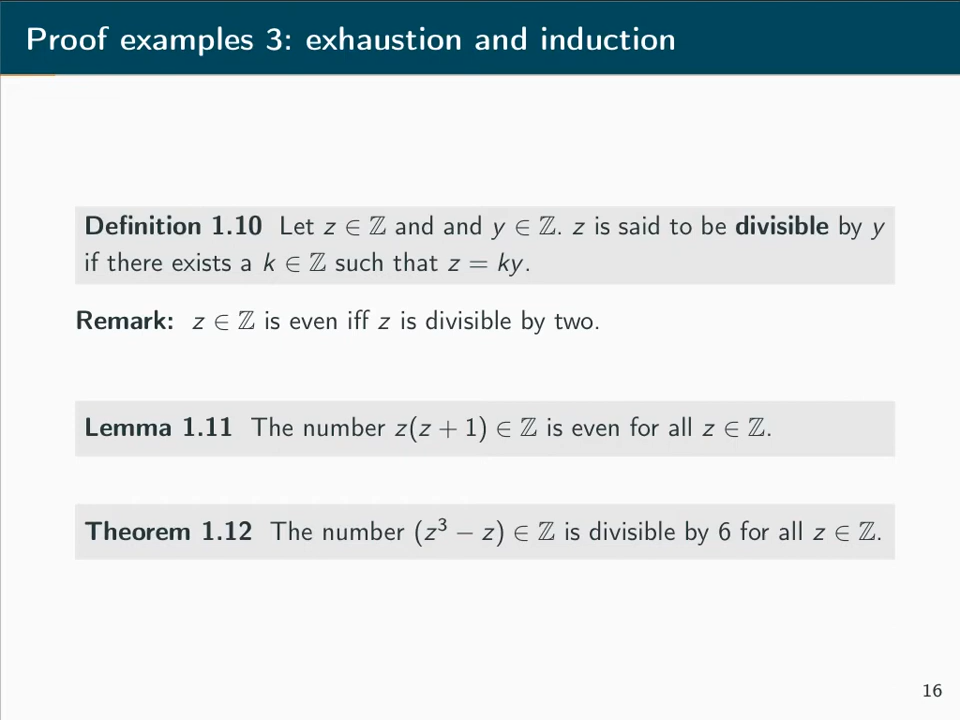 Proof examples 3: exhaustion and induction
Definition 1.10 Let z ∈ ℤ and and y ∈ ℤ. z is said to be divisible by y
if there exists a k ∈ ℤ such that z = ky.
Remark: z ∈ ℤ is even iff z is divisible by two.
Lemma 1.11 The number z(z + 1) ∈ ℤ is even for all z ∈ ℤ.
Theorem 1.12 The number (z³ − z) ∈ ℤ is divisible by 6 for all z ∈ ℤ.
16